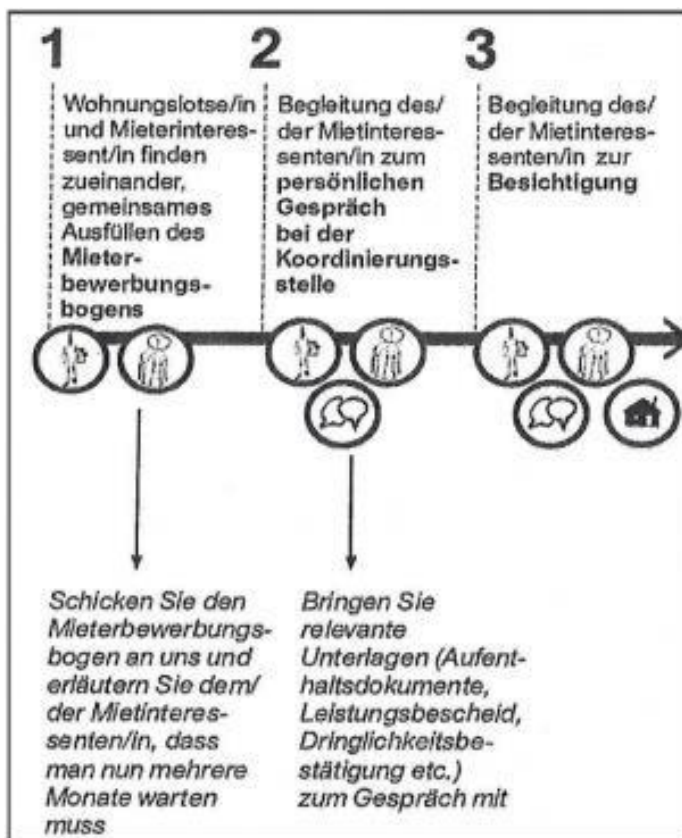 1
Wohnungslotse/in
und Mieterinteres-
sent/in finden
zueinander,
gemeinsames
Ausfüllen des
Mieter-
bewerbungs-
bogens
2
Begleitung des/
der Mietinteres-
senten/in zum
persönlichen
Gespräch
bei der
Koordinierungs-
stelle
3
Begleitung des/
der Mietinteres-
senten/in zur
Besichtigung
Schicken Sie den
Mieterbewerbungs-
bogen an uns und
erläutern Sie dem/
der Mietinteres-
senten/in, dass
man nun mehrere
Monate warten
muss
Bringen Sie
relevante
Unterlagen (Aufent-
haltsdokumente,
Leistungsbescheid,
Dringlichkeitsbe-
stätigung etc.)
zum Gespräch mit